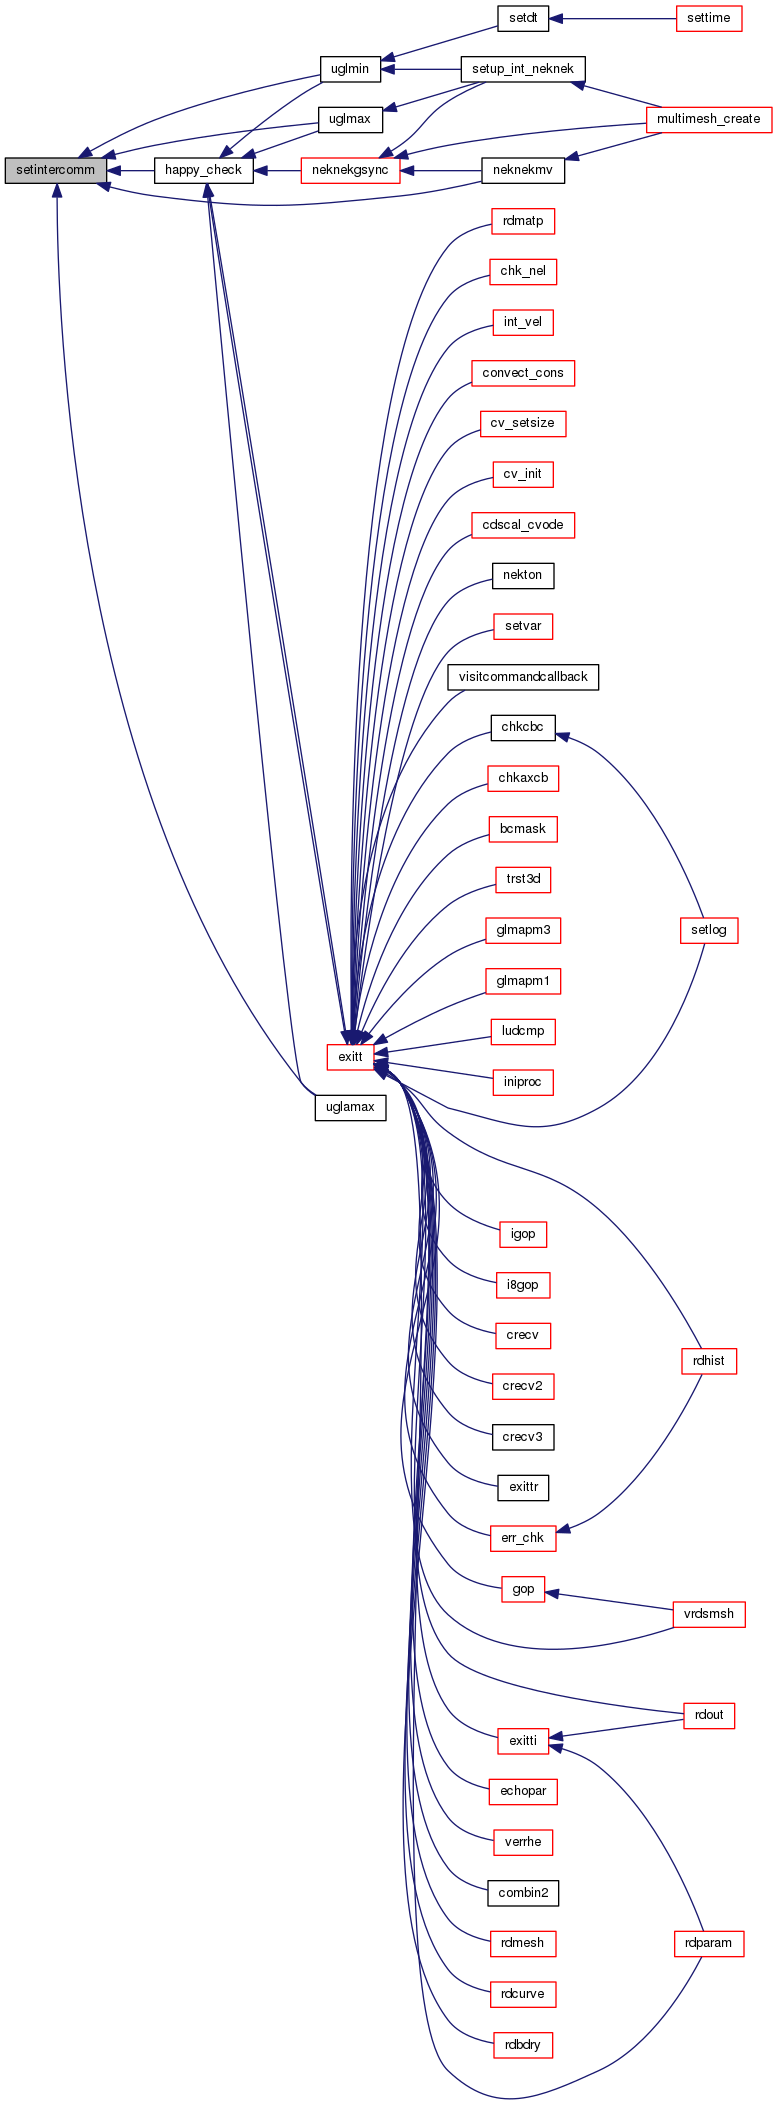 setdt
settime
uglmin
setup_int_neknek
uglmax
multimesh_create
setintercomm
happy_check
neknekgsync
neknekmv
rdmatp
chk_nel
int_vel
convect_cons
cv_setsize
cv_init
cdscal_cvode
nekton
setvar
visitcommandcallback
chkcbc
chkaxcb
bcmask
trst3d
glmapm3
setlog
glmapm1
ludcmp
exitt
iniproc
uglamax
igop
i8gop
crecv
rdhist
crecv2
crecv3
exittr
err_chk
gop
vrdsmsh
rdout
exitti
echopar
verrhe
combin2
rdmesh
rdparam
rdcurve
rdbdry